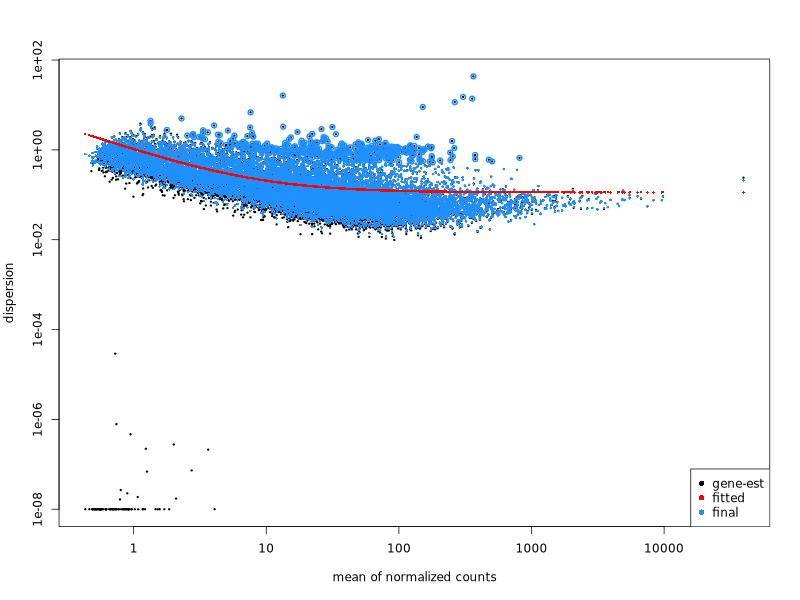 1e+02
1e+00
1e-02
1e-04
1e-06
1e-08
dispersion
gene-est
fitted
final
1 10 100 1000 10000
mean of normalized counts